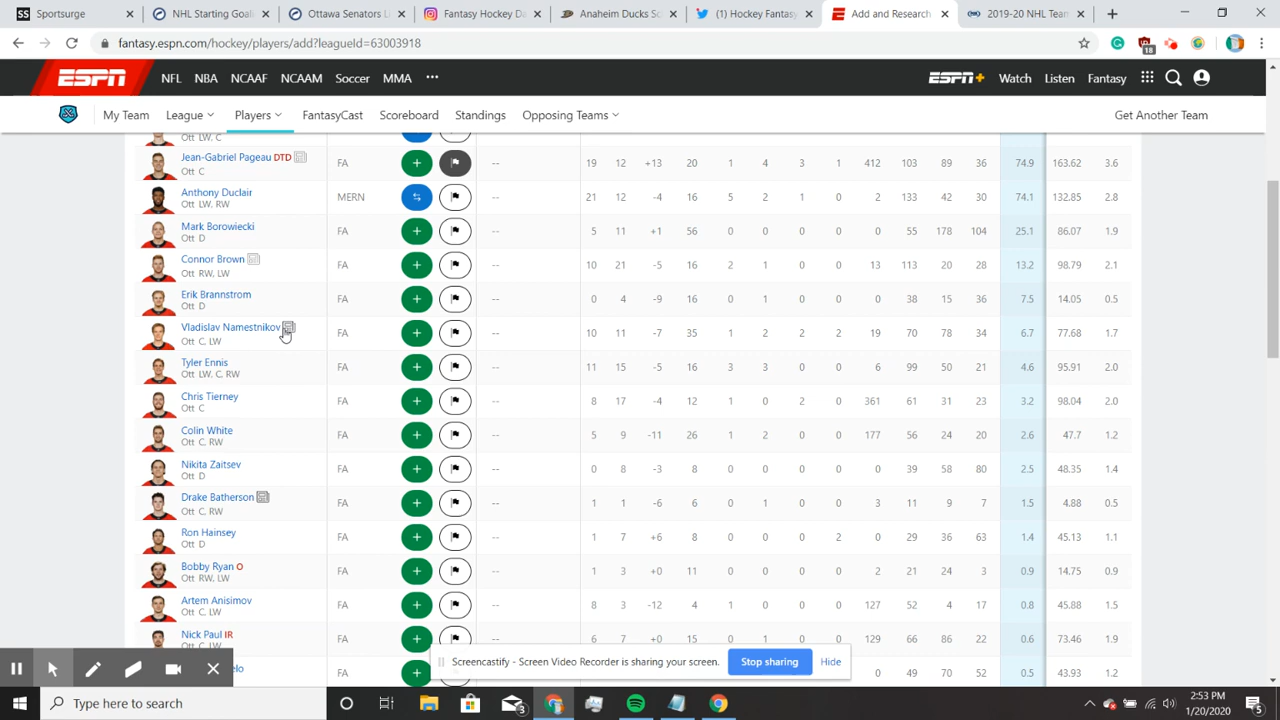 Sportsurge
NHL Starting Goali
Ottawa Senators Li
Fantasy Hockey Da
Anaheim Ducks Sc
(1) Hockey Fantasy
Add and Research
2019-20 NHL Team
fantasy.espn.com/hockey/players/add?leagueId=63003918
18
ESPN NFL NBA NCAAF NCAAM Soccer MMA ••• ESPN+ Watch Listen Fantasy
My Team League Players FantasyCast Scoreboard Standings Opposing Teams Get Another Team
Ott LW, C
Jean-Gabriel Pageau DTD FA -- 19 12 +13 20 1 4 3 1 412 103 89 36 74.9 163.62 3.6
Ott C
Anthony Duclair MERN -- 21 12 -4 16 5 2 1 0 2 133 42 30 74.1 132.85 2.8
Ott LW, RW
Mark Borowiecki FA -- 5 11 +1 56 0 0 0 0 0 55 178 104 25.1 86.07 1.9
Ott D
Connor Brown FA -- 10 21 -5 16 2 1 0 0 13 113 20 28 13.2 98.79 2.1
Ott RW, LW
Erik Brannstrom FA -- 0 4 -9 16 0 1 0 0 0 38 15 36 7.5 14.05 0.5
Ott D
Vladislav Namestnikov FA -- 10 11 -7 35 1 2 2 2 19 70 78 34 6.7 77.68 1.7
Ott C, LW
Tyler Ennis FA -- 11 15 -5 16 3 3 0 0 6 99 50 21 4.6 95.91 2.0
Ott LW, C, RW
Chris Tierney FA -- 8 17 -4 12 1 0 2 0 361 61 31 23 3.2 98.04 2.0
Ott C
Colin White FA -- 5 9 -11 26 1 2 0 0 177 56 24 20 2.6 47.7 1.2
Ott C, RW
Nikita Zaitsev FA -- 0 8 -3 8 0 0 0 0 0 39 58 80 2.5 48.35 1.4
Ott D
Drake Batherson FA -- 1 1 -6 6 0 1 0 0 3 11 9 7 1.5 4.88 0.5
Ott C, RW
Ron Hainsey FA -- 1 7 +6 8 0 0 0 2 0 29 36 63 1.4 45.13 1.1
Ott D
Bobby Ryan O FA -- 1 3 +0 11 0 0 0 0 2 21 24 3 0.9 14.75 0.9
Ott RW, LW
Artem Anisimov FA -- 8 3 -12 4 1 0 0 0 127 52 4 17 0.8 45.88 1.5
Ott C, LW
Nick Paul IR FA -- 6 7 +0 15 0 1 0 0 129 66 86 22 0.6 73.46 1.9
elo FA 0 49 70 52 0.5 43.93 1.2
Screencastify - Screen Video Recorder is sharing your screen. Stop sharing Hide
Type here to search
3
2:53 PM
1/20/2020
5